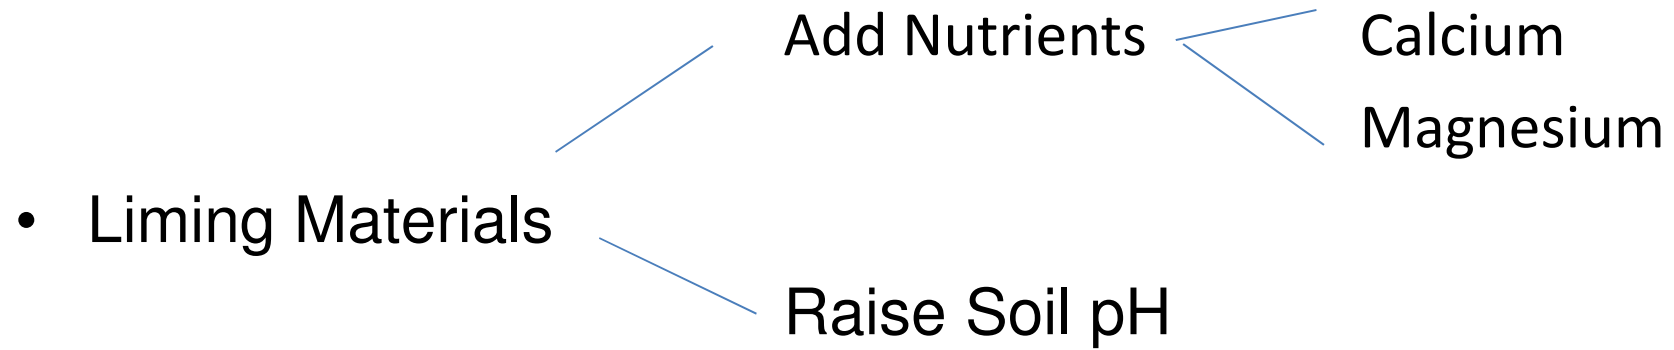 Add Nutrients
Calcium
Magnesium
• Liming Materials
Raise Soil pH